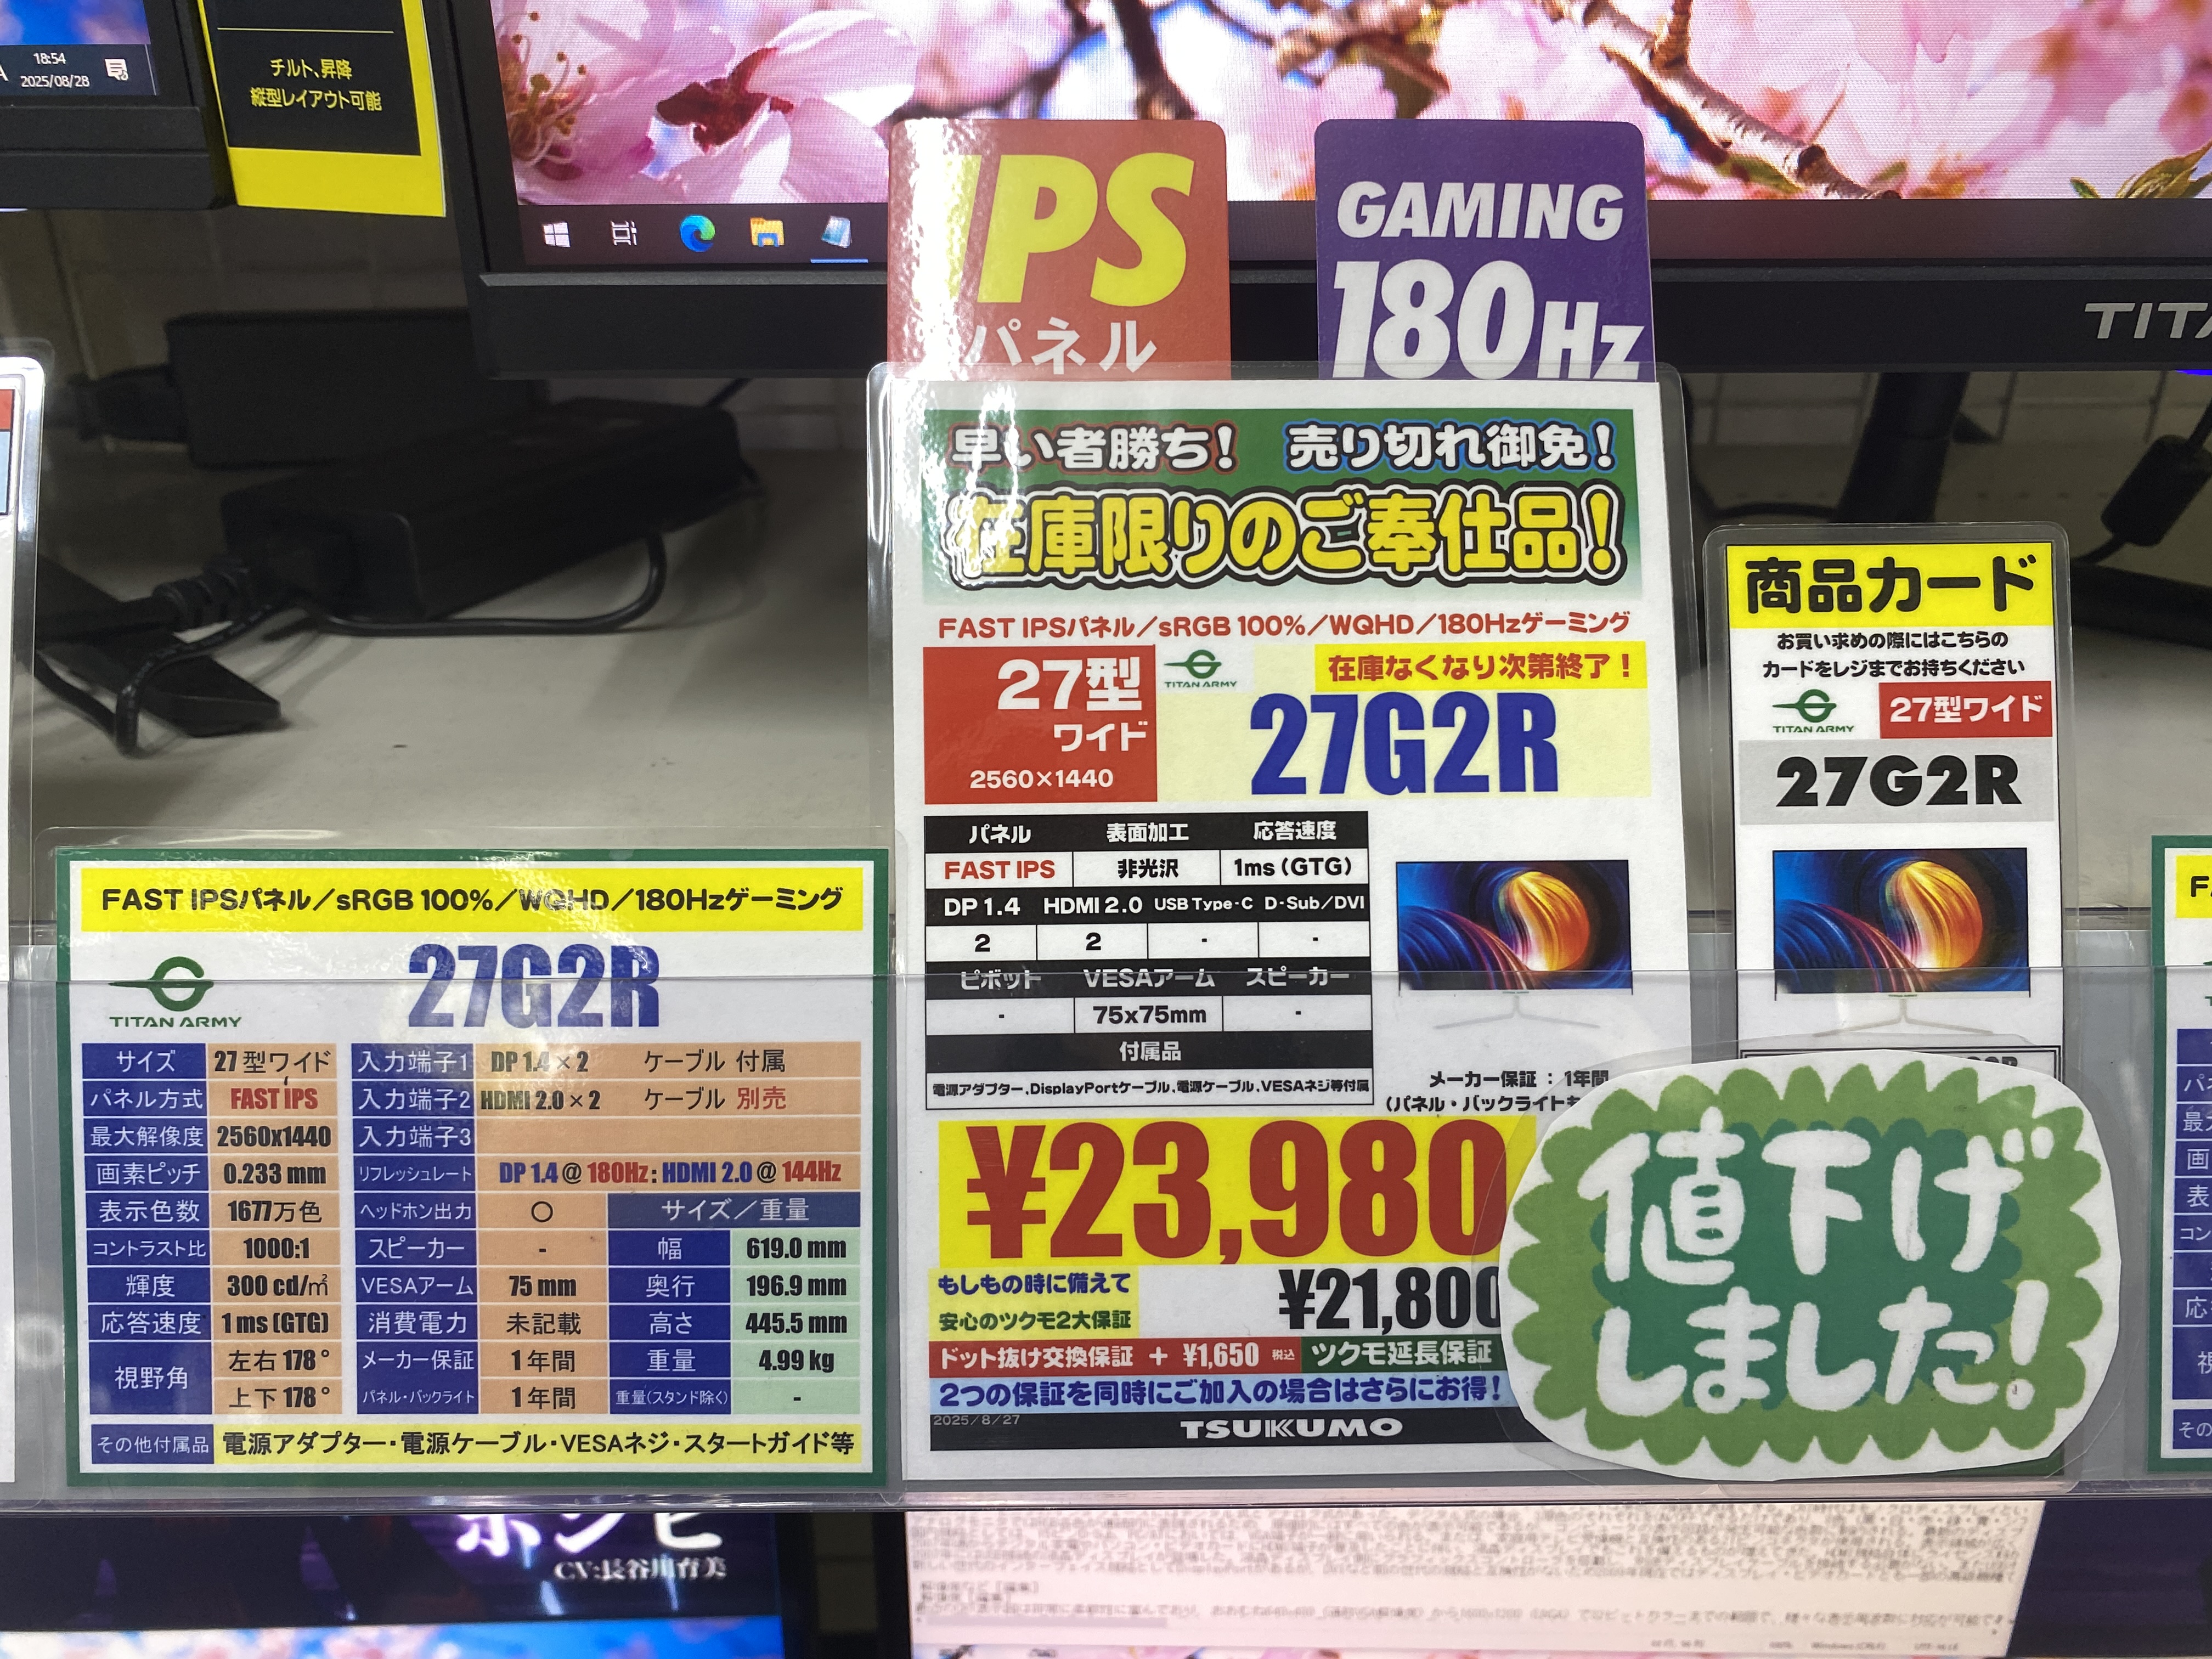 18:54
2025/08/28
チルト、昇降
縦型レイアウト可能
IPS
パネル
GAMING
180Hz
早い者勝ち! 売り切れ御免!
在庫限りのご奉仕品!
FAST IPSパネル/sRGB 100%/WQHD/180Hzゲーミング
27型
ワイド
2560×1440
TITAN ARMY
在庫なくなり次第終了!
27G2R
パネル 表面加工 応答速度
FAST IPS 非光沢 1ms(GTG)
DP 1.4 HDMI 2.0 USB Type-C D-Sub/DVI
2 2 - -
ピボット VESAアーム スピーカー
- 75x75mm -
付属品
電源アダプター、DisplayPortケーブル、電源ケーブル、VESAネジ等付属
メーカー保証 : 1年間
(パネル・バックライトも
¥23,980
もしもの時に備えて
安心のツクモ2大保証
¥21,800
ドット抜け交換保証 + ¥1,650 税込 ツクモ延長保証
2つの保証を同時にご加入の場合はさらにお得!
2025/8/27
TSUKUMO
商品カード
お買い求めの際にはこちらの
カードをレジまでお持ちください
TITAN ARMY
27型ワイド
27G2R
値下げ
しました!
FAST IPSパネル/sRGB 100%/WQHD/180Hzゲーミング
TITAN ARMY
27G2R
サイズ 27型ワイド 入力端子1 DP 1.4×2 ケーブル 付属
パネル方式 FAST IPS 入力端子2 HDMI 2.0×2 ケーブル 別売
最大解像度 2560x1440 入力端子3
画素ピッチ 0.233 mm リフレッシュレート DP 1.4 @ 180Hz : HDMI 2.0 @ 144Hz
表示色数 1677万色 ヘッドホン出力 ○ サイズ/重量
コントラスト比 1000:1 スピーカー - 幅 619.0 mm
輝度 300 cd/㎡ VESAアーム 75 mm 奥行 196.9 mm
応答速度 1 ms (GTG) 消費電力 未記載 高さ 445.5 mm
視野角 左右 178° メーカー保証 1年間 重量 4.99 kg
上下 178° パネル・バックライト 1年間 重量(スタンド除く) -
その他付属品 電源アダプター・電源ケーブル・VESAネジ・スタートガイド等
CV:長谷川育美